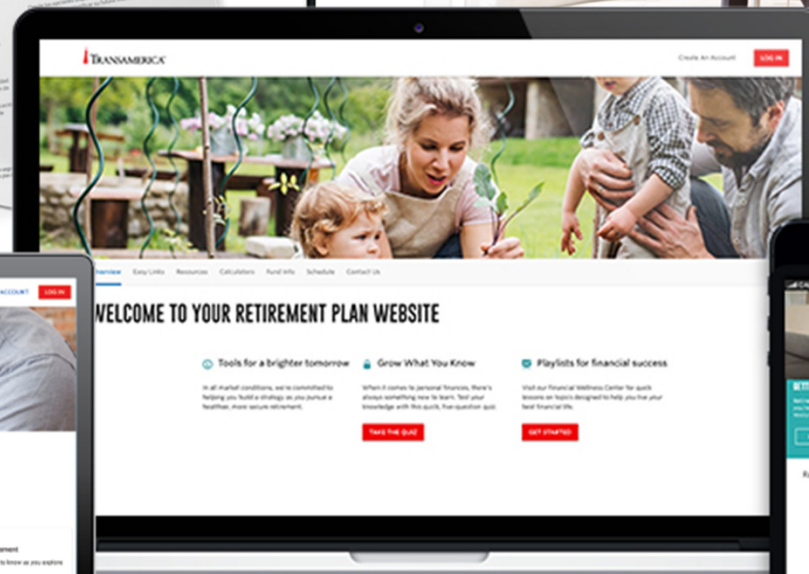 TRANSAMERICA
Create An Account
LOG IN
Overview Easy Links Resources Calculators Fund Info Schedule Contact Us
WELCOME TO YOUR RETIREMENT PLAN WEBSITE
Tools for a brighter tomorrow
In all market conditions, we're committed to
helping you build a strategy as you pursue a
healthier, more secure retirement.
Grow What You Know
When it comes to personal finances, there's
always something new to learn. Test your
knowledge with this quick, five-question quiz.
TAKE THE QUIZ
Playlists for financial success
Visit our Financial Wellness Center for quick
lessons on topics designed to help you live your
best financial life.
GET STARTED
ACCOUNT
LOG IN
to know as you explore